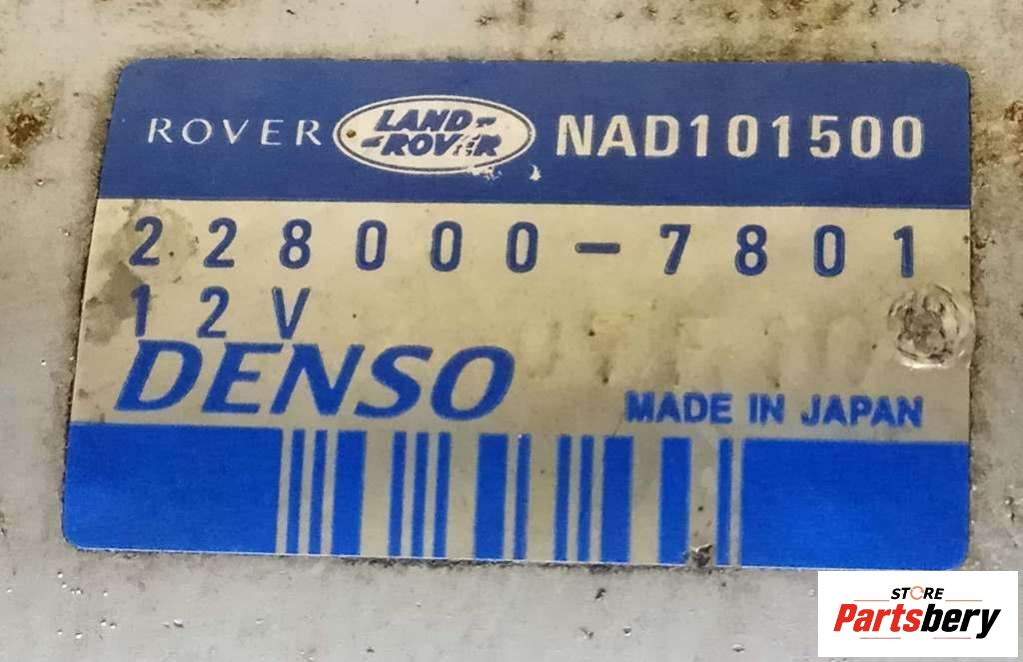 ROVER LAND-ROVER NAD101500
228000-7801
12V
DENSO MADE IN JAPAN
STORE
Partsbery